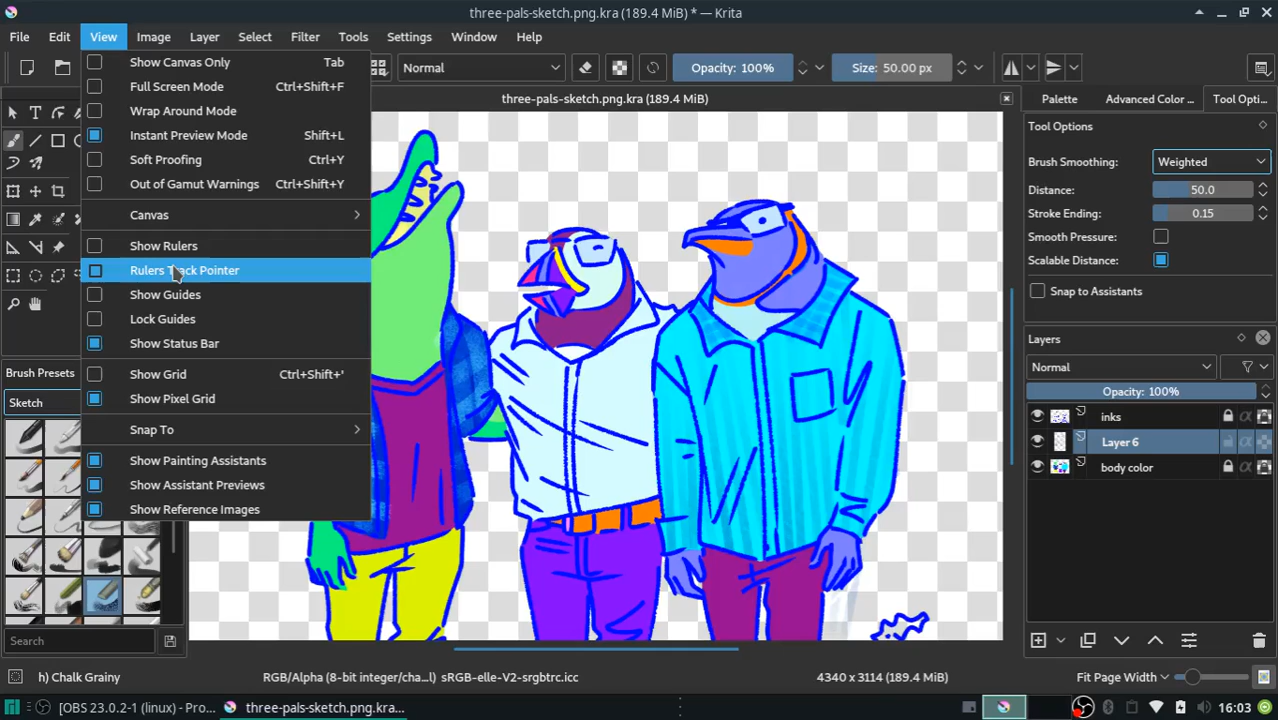 three-pals-sketch.png.kra (189.4 MiB) * — Krita
File Edit View Image Layer Select Filter Tools Settings Window Help
Show Canvas Only Tab
Full Screen Mode Ctrl+Shift+F
Wrap Around Mode
Instant Preview Mode Shift+L
Soft Proofing Ctrl+Y
Out of Gamut Warnings Ctrl+Shift+Y
Canvas
Show Rulers
Rulers Track Pointer
Show Guides
Lock Guides
Show Status Bar
Show Grid Ctrl+Shift+'
Show Pixel Grid
Snap To
Show Painting Assistants
Show Assistant Previews
Show Reference Images
Normal
Opacity: 100%
Size: 50.00 px
three-pals-sketch.png.kra (189.4 MiB)
Palette Advanced Color ... Tool Opti...
Tool Options
Brush Smoothing: Weighted
Distance: 50.0
Stroke Ending: 0.15
Smooth Pressure:
Scalable Distance:
Snap to Assistants
Layers
Normal
Opacity: 100%
inks
Layer 6
body color
Brush Presets
Sketch
Search
h) Chalk Grainy
RGB/Alpha (8-bit integer/cha...l) sRGB-elle-V2-srgbtrc.icc
4340 x 3114 (189.4 MiB)
Fit Page Width
[OBS 23.0.2-1 (linux) - Pro...
three-pals-sketch.png.kra...
16:03